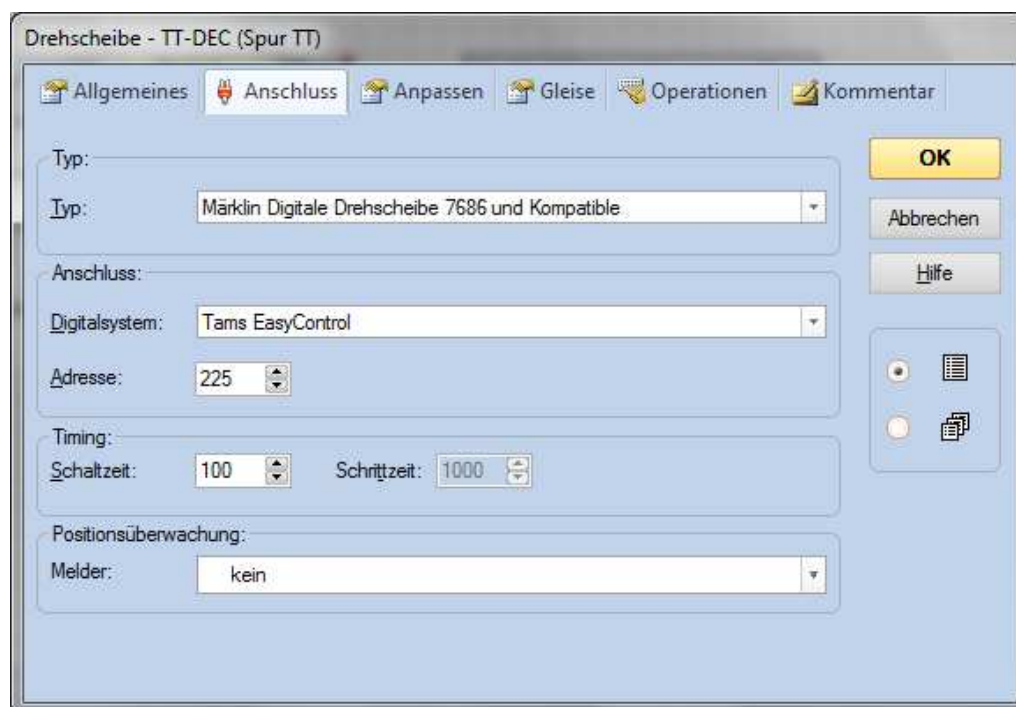 Drehscheibe - TT-DEC (Spur TT)
Allgemeines Anschluss Anpassen Gleise Operationen Kommentar
Typ:
Typ: Märklin Digitale Drehscheibe 7686 und Kompatible
Anschluss:
Digitalsystem: Tams EasyControl
Adresse: 225
Timing:
Schaltzeit: 100 Schrittzeit: 1000
Positionsüberwachung:
Melder: kein
OK
Abbrechen
Hilfe